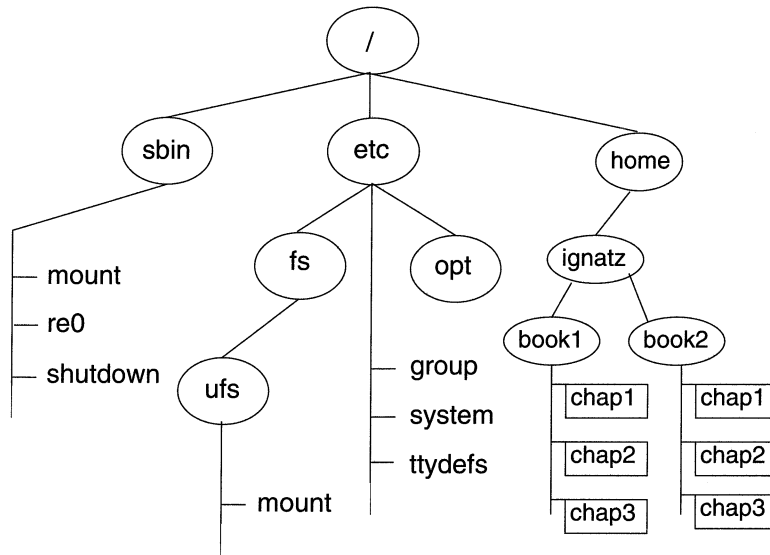 /
sbin
etc
home
fs
opt
ignatz
mount
re0
shutdown
ufs
group
system
ttydefs
mount
book1
book2
chap1
chap2
chap3
chap1
chap2
chap3